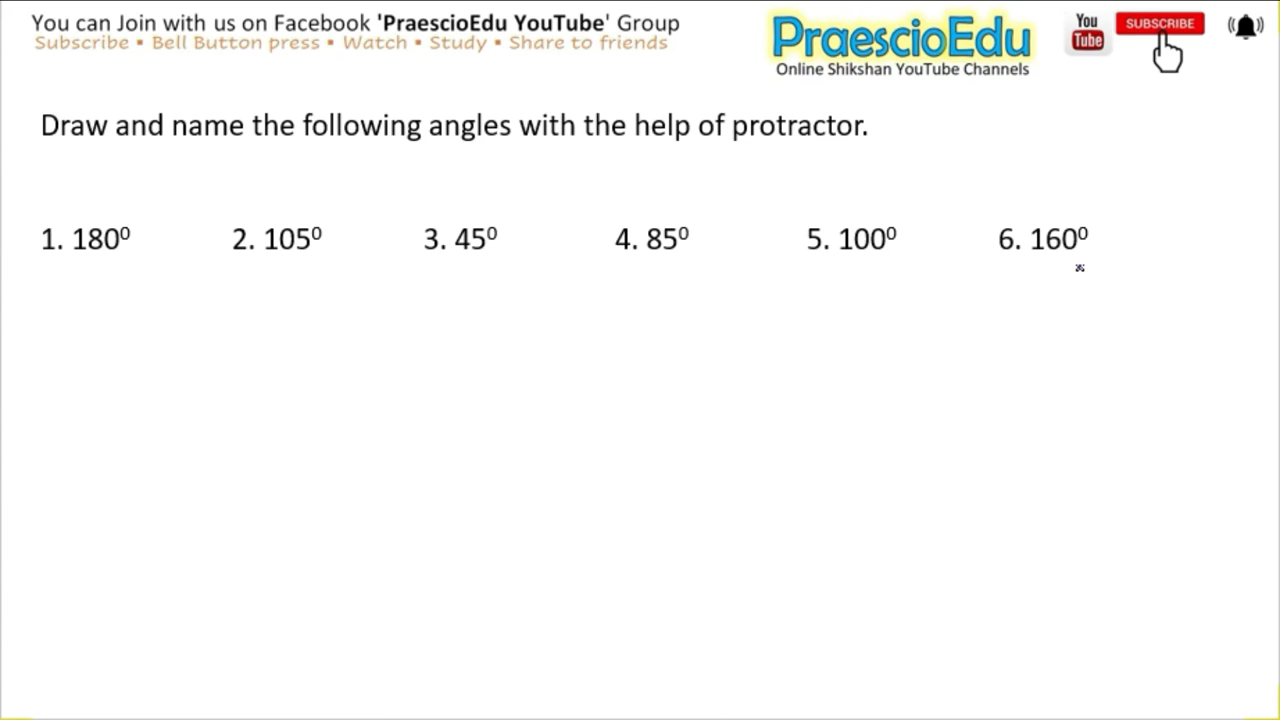 You can Join with us on Facebook 'PraescioEdu YouTube' Group
Subscribe ▪ Bell Button press ▪ Watch ▪ Study ▪ Share to friends
PraescioEdu
Online Shikshan YouTube Channels
You
Tube
SUBSCRIBE
Draw and name the following angles with the help of protractor.
1. 180⁰ 2. 105⁰ 3. 45⁰ 4. 85⁰ 5. 100⁰ 6. 160⁰